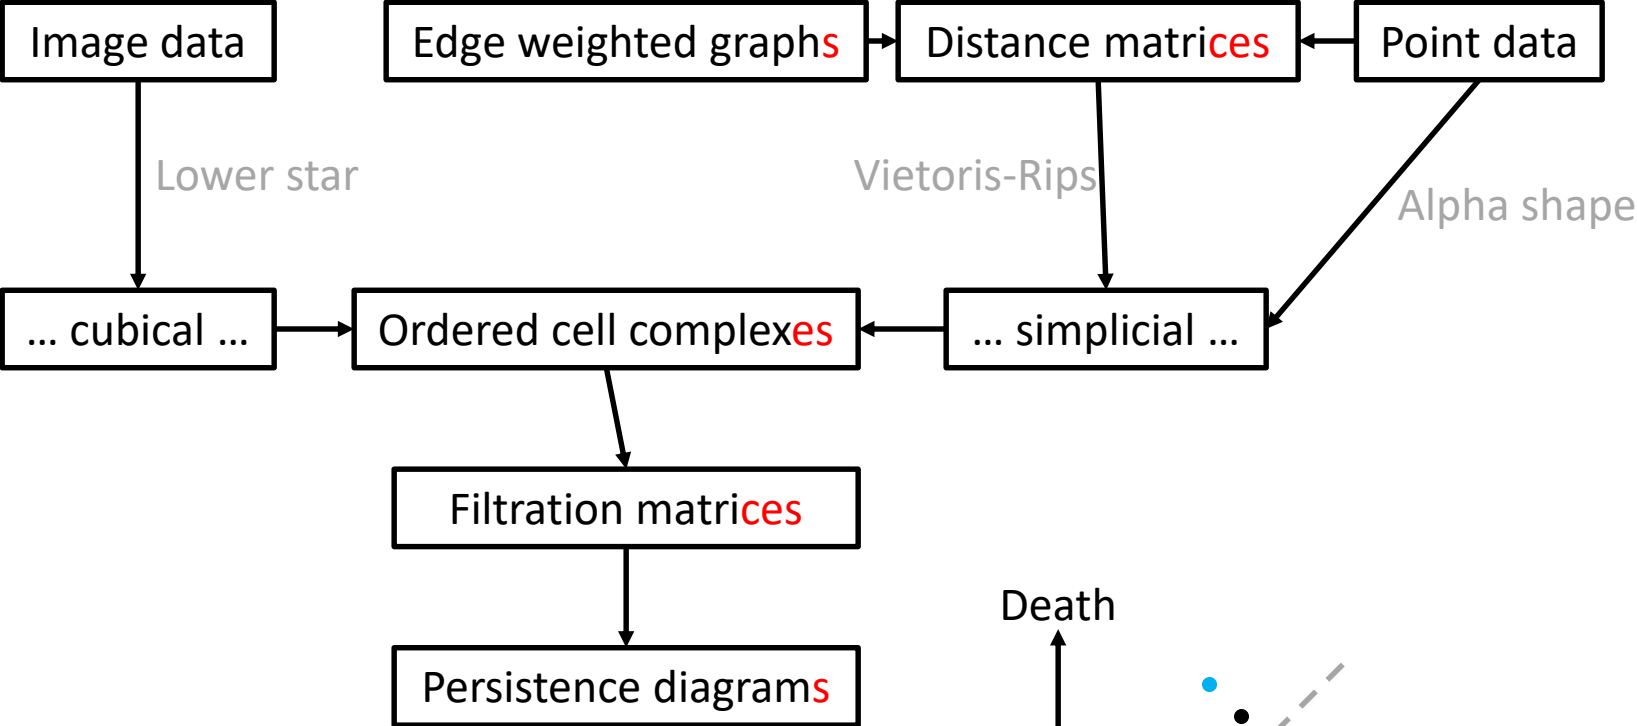 Image data
Edge weighted graphs
Distance matrices
Point data
Lower star
Vietoris-Rips
Alpha shape
... cubical ...
Ordered cell complexes
... simplicial ...
Filtration matrices
Death
Persistence diagrams